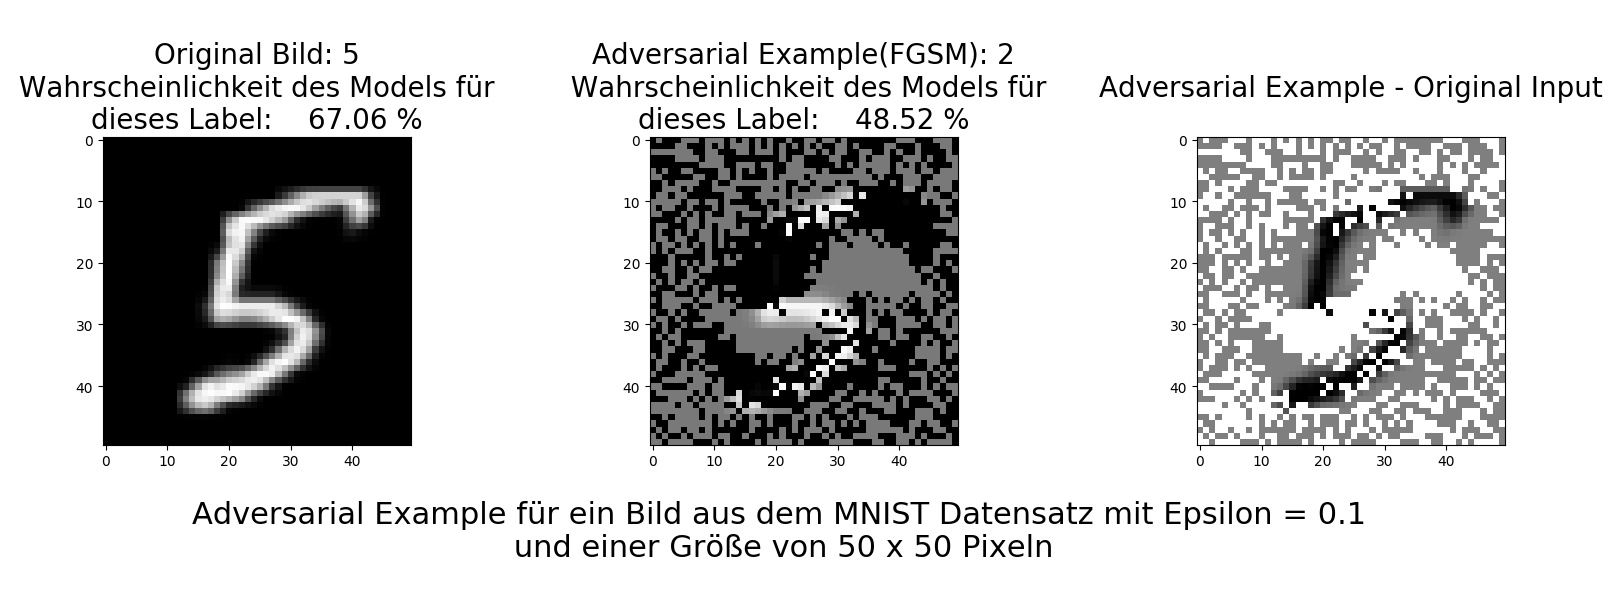 Original Bild: 5
Wahrscheinlichkeit des Models für
dieses Label: 67.06 %
Adversarial Example(FGSM): 2
Wahrscheinlichkeit des Models für
dieses Label: 48.52 %
Adversarial Example - Original Input
0
10
20
30
40
0 10 20 30 40
0
10
20
30
40
0 10 20 30 40
0
10
20
30
40
0 10 20 30 40
5
Adversarial Example für ein Bild aus dem MNIST Datensatz mit Epsilon = 0.1
und einer Größe von 50 x 50 Pixeln